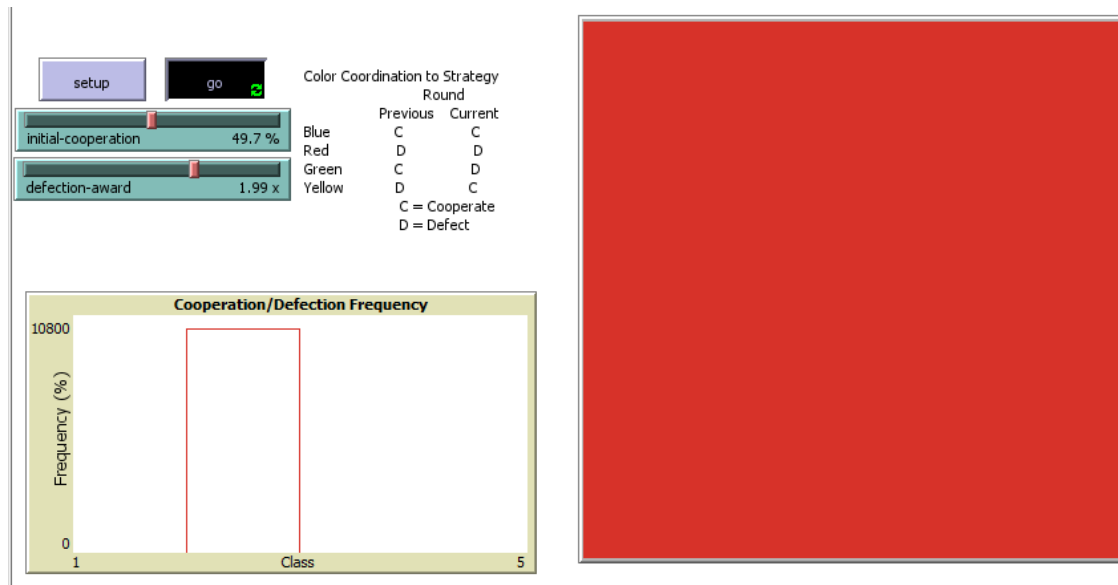 setup
go
initial-cooperation 49.7 %
defection-award 1.99 x
Color Coordination to Strategy
Round
Previous Current
Blue C C
Red D D
Green C D
Yellow D C
C = Cooperate
D = Defect
Cooperation/Defection Frequency
10800
Frequency (%)
0
1 Class 5